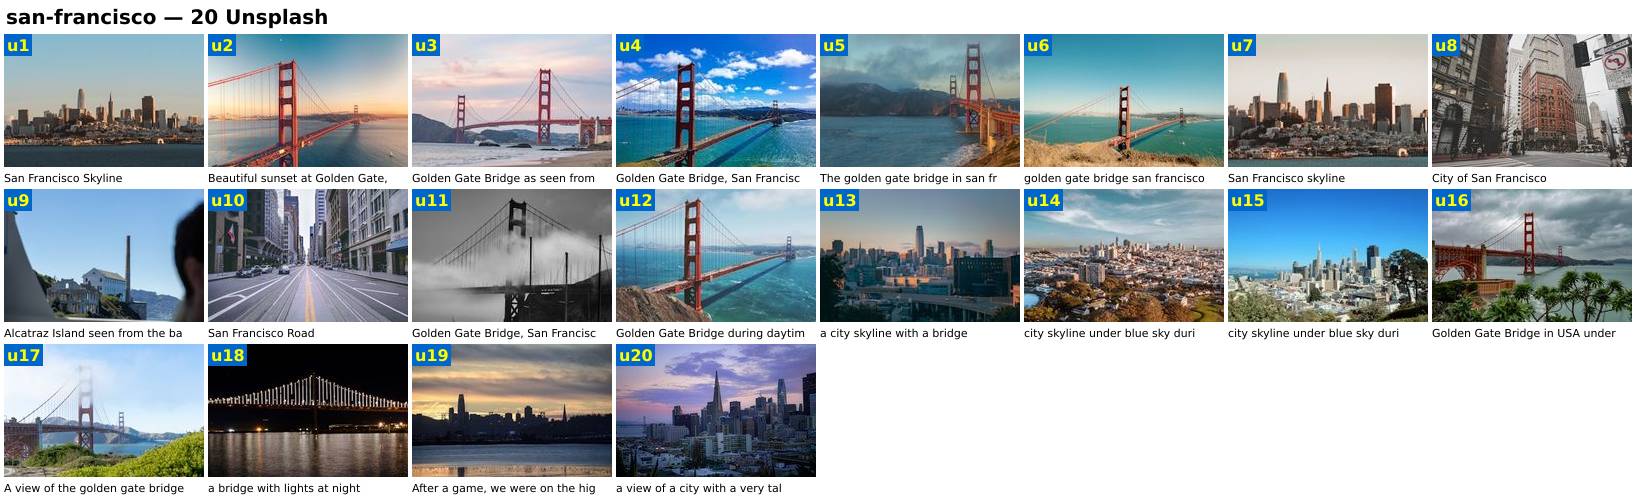 san-francisco — 20 Unsplash
u1
u2
u3
u4
u5
u6
u7
u8
San Francisco Skyline
Beautiful sunset at Golden Gate,
Golden Gate Bridge as seen from
Golden Gate Bridge, San Francisc
The golden gate bridge in san fr
golden gate bridge san francisco
San Francisco skyline
City of San Francisco
u9
u10
u11
u12
u13
u14
u15
u16
Alcatraz Island seen from the ba
San Francisco Road
Golden Gate Bridge, San Francisc
Golden Gate Bridge during daytim
a city skyline with a bridge
city skyline under blue sky duri
city skyline under blue sky duri
Golden Gate Bridge in USA under
u17
u18
u19
u20
A view of the golden gate bridge
a bridge with lights at night
After a game, we were on the hig
a view of a city with a very tal